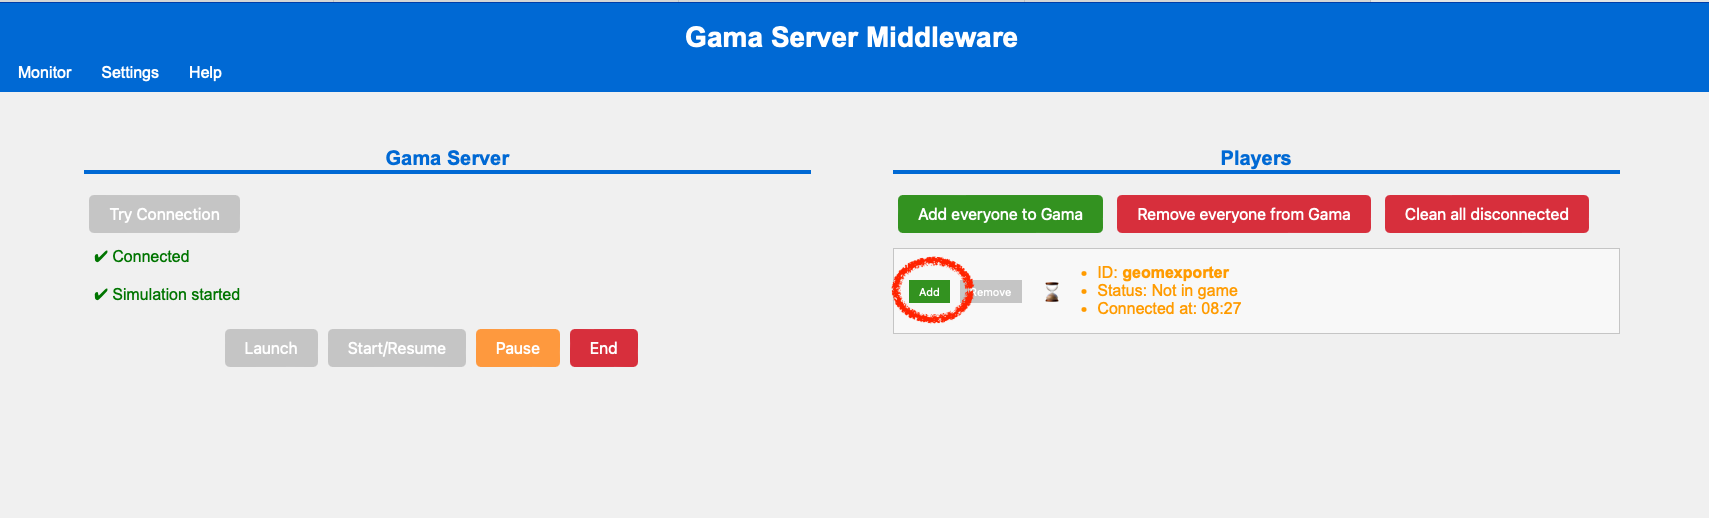 Gama Server Middleware
Monitor Settings Help
Gama Server
Try Connection
✔ Connected
✔ Simulation started
Launch Start/Resume Pause End
Players
Add everyone to Gama Remove everyone from Gama Clean all disconnected
Add Remove
• ID: geomexporter
• Status: Not in game
• Connected at: 08:27